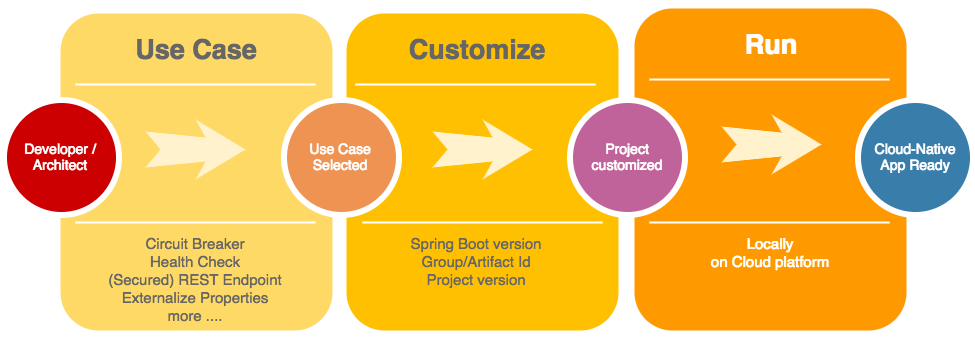 Use Case
Customize
Run
Developer /
Architect
Use Case
Selected
Project
customized
Cloud-Native
App Ready
Circuit Breaker
Health Check
(Secured) REST Endpoint
Externalize Properties
more ....
Spring Boot version
Group/Artifact Id
Project version
Locally
on Cloud platform